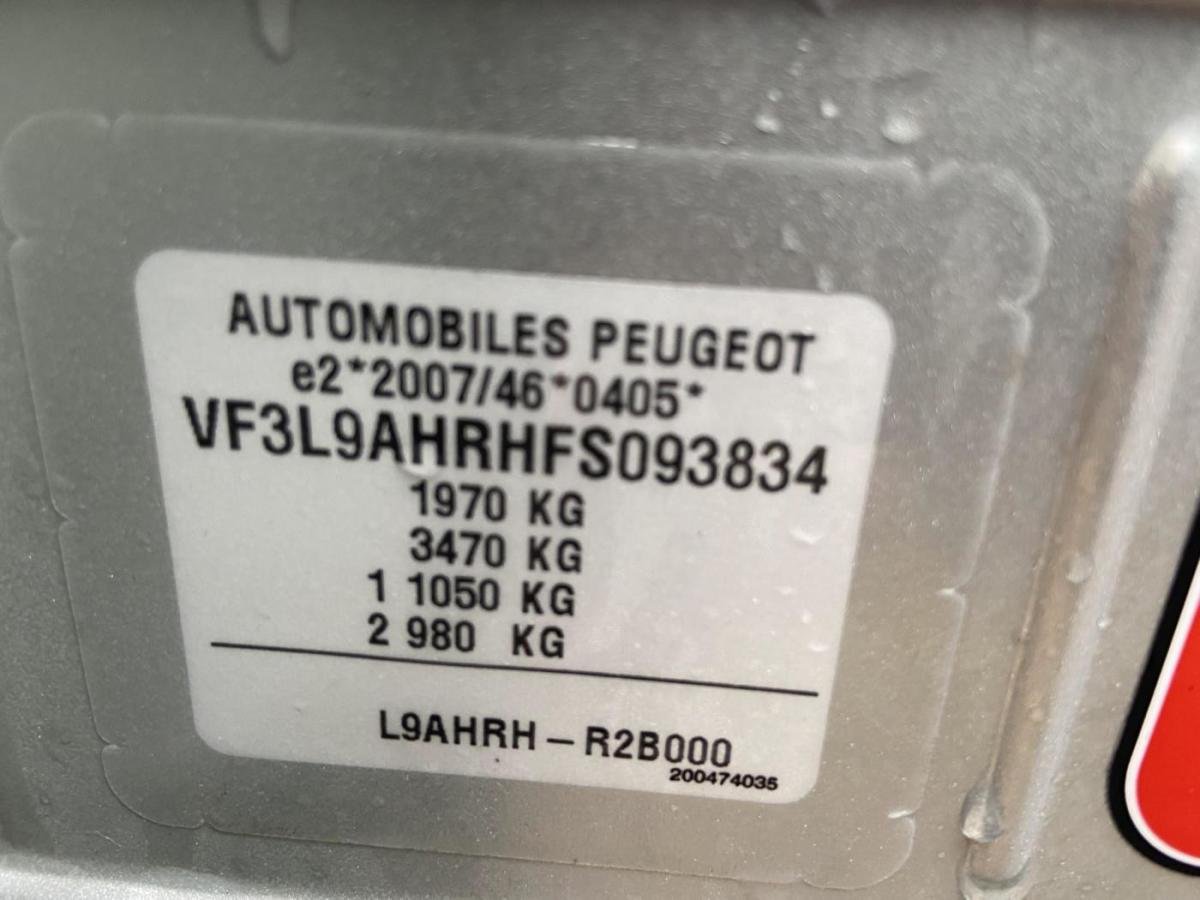 AUTOMOBILES PEUGEOT
e2*2007/46*0405*
VF3L9AHRHFS093834
1970 KG
3470 KG
1 1050 KG
2 980 KG
L9AHRH – R2B000
200474035